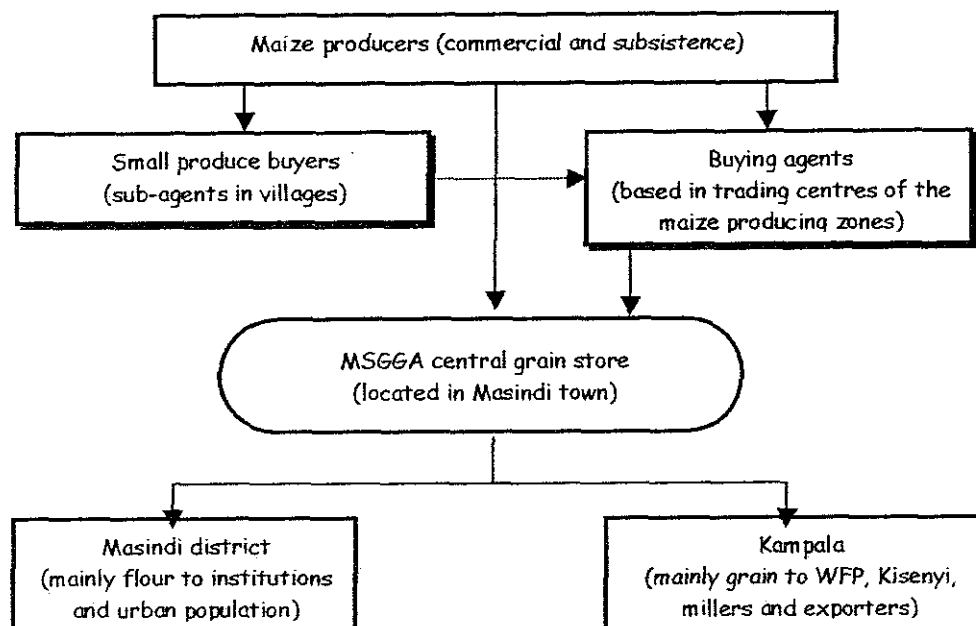 Maize producers (commercial and subsistence)
Small produce buyers
(sub-agents in villages)
Buying agents
(based in trading centres of the
maize producing zones)
MSGGA central grain store
(located in Masindi town)
Masindi district
(mainly flour to institutions
and urban population)
Kampala
(mainly grain to WFP, Kisenyi,
millers and exporters)